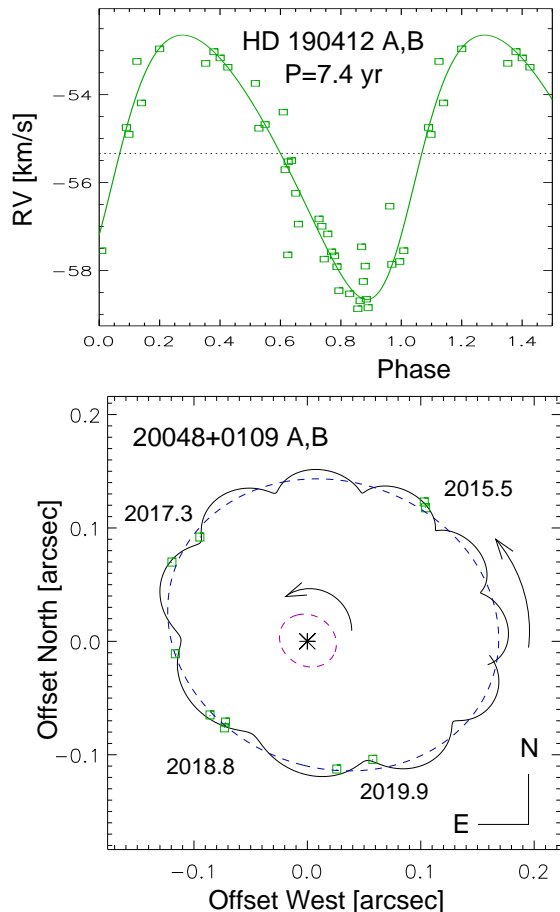 HD 190412 A,B
P=7.4 yr
−54
−56
−58
RV [km/s]
0.0 0.2 0.4 0.6 0.8 1.0 1.2 1.4
Phase
20048+0109 A,B
0.2
0.1
0.0
−0.1
Offset North [arcsec]
2015.5
2017.3
2018.8
2019.9
N
E
−0.1 0.0 0.1 0.2
Offset West [arcsec]